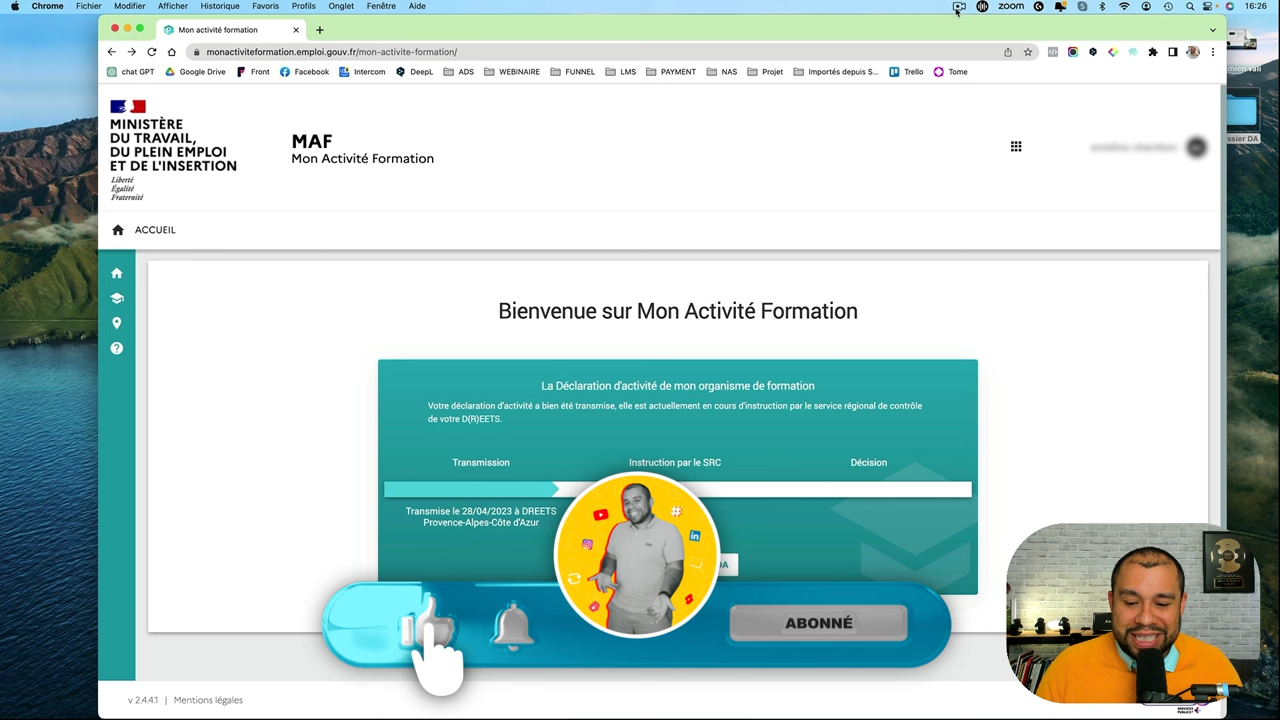 Chrome Fichier Modifier Affichage Historique Favoris Profils Onglet Fenêtre Aide zoom 16:26
Mon activité formation
monactiviteformation.emploi.gouv.fr/mon-activite-formation/
chat GPT Google Drive Front Facebook Intercom DeepL ADS WEBINAIRE FUNNEL LMS PAYMENT NAS Projet Importés depuis S... Trello Tome
MINISTÈRE
DU TRAVAIL,
DU PLEIN EMPLOI
ET DE L'INSERTION
Liberté
Égalité
Fraternité
MAF
Mon Activité Formation
ACCUEIL
Bienvenue sur Mon Activité Formation
La Déclaration d'activité de mon organisme de formation
Votre déclaration d'activité a bien été transmise, elle est actuellement en cours d'instruction par le service régional de contrôle
de votre D(R)EETS.
Transmission Instruction par le SRC Décision
Transmise le 28/04/2023 à DREETS
Provence-Alpes-Côte d'Azur
DA
ABONNÉ
v 2.4.4.1 | Mentions légales